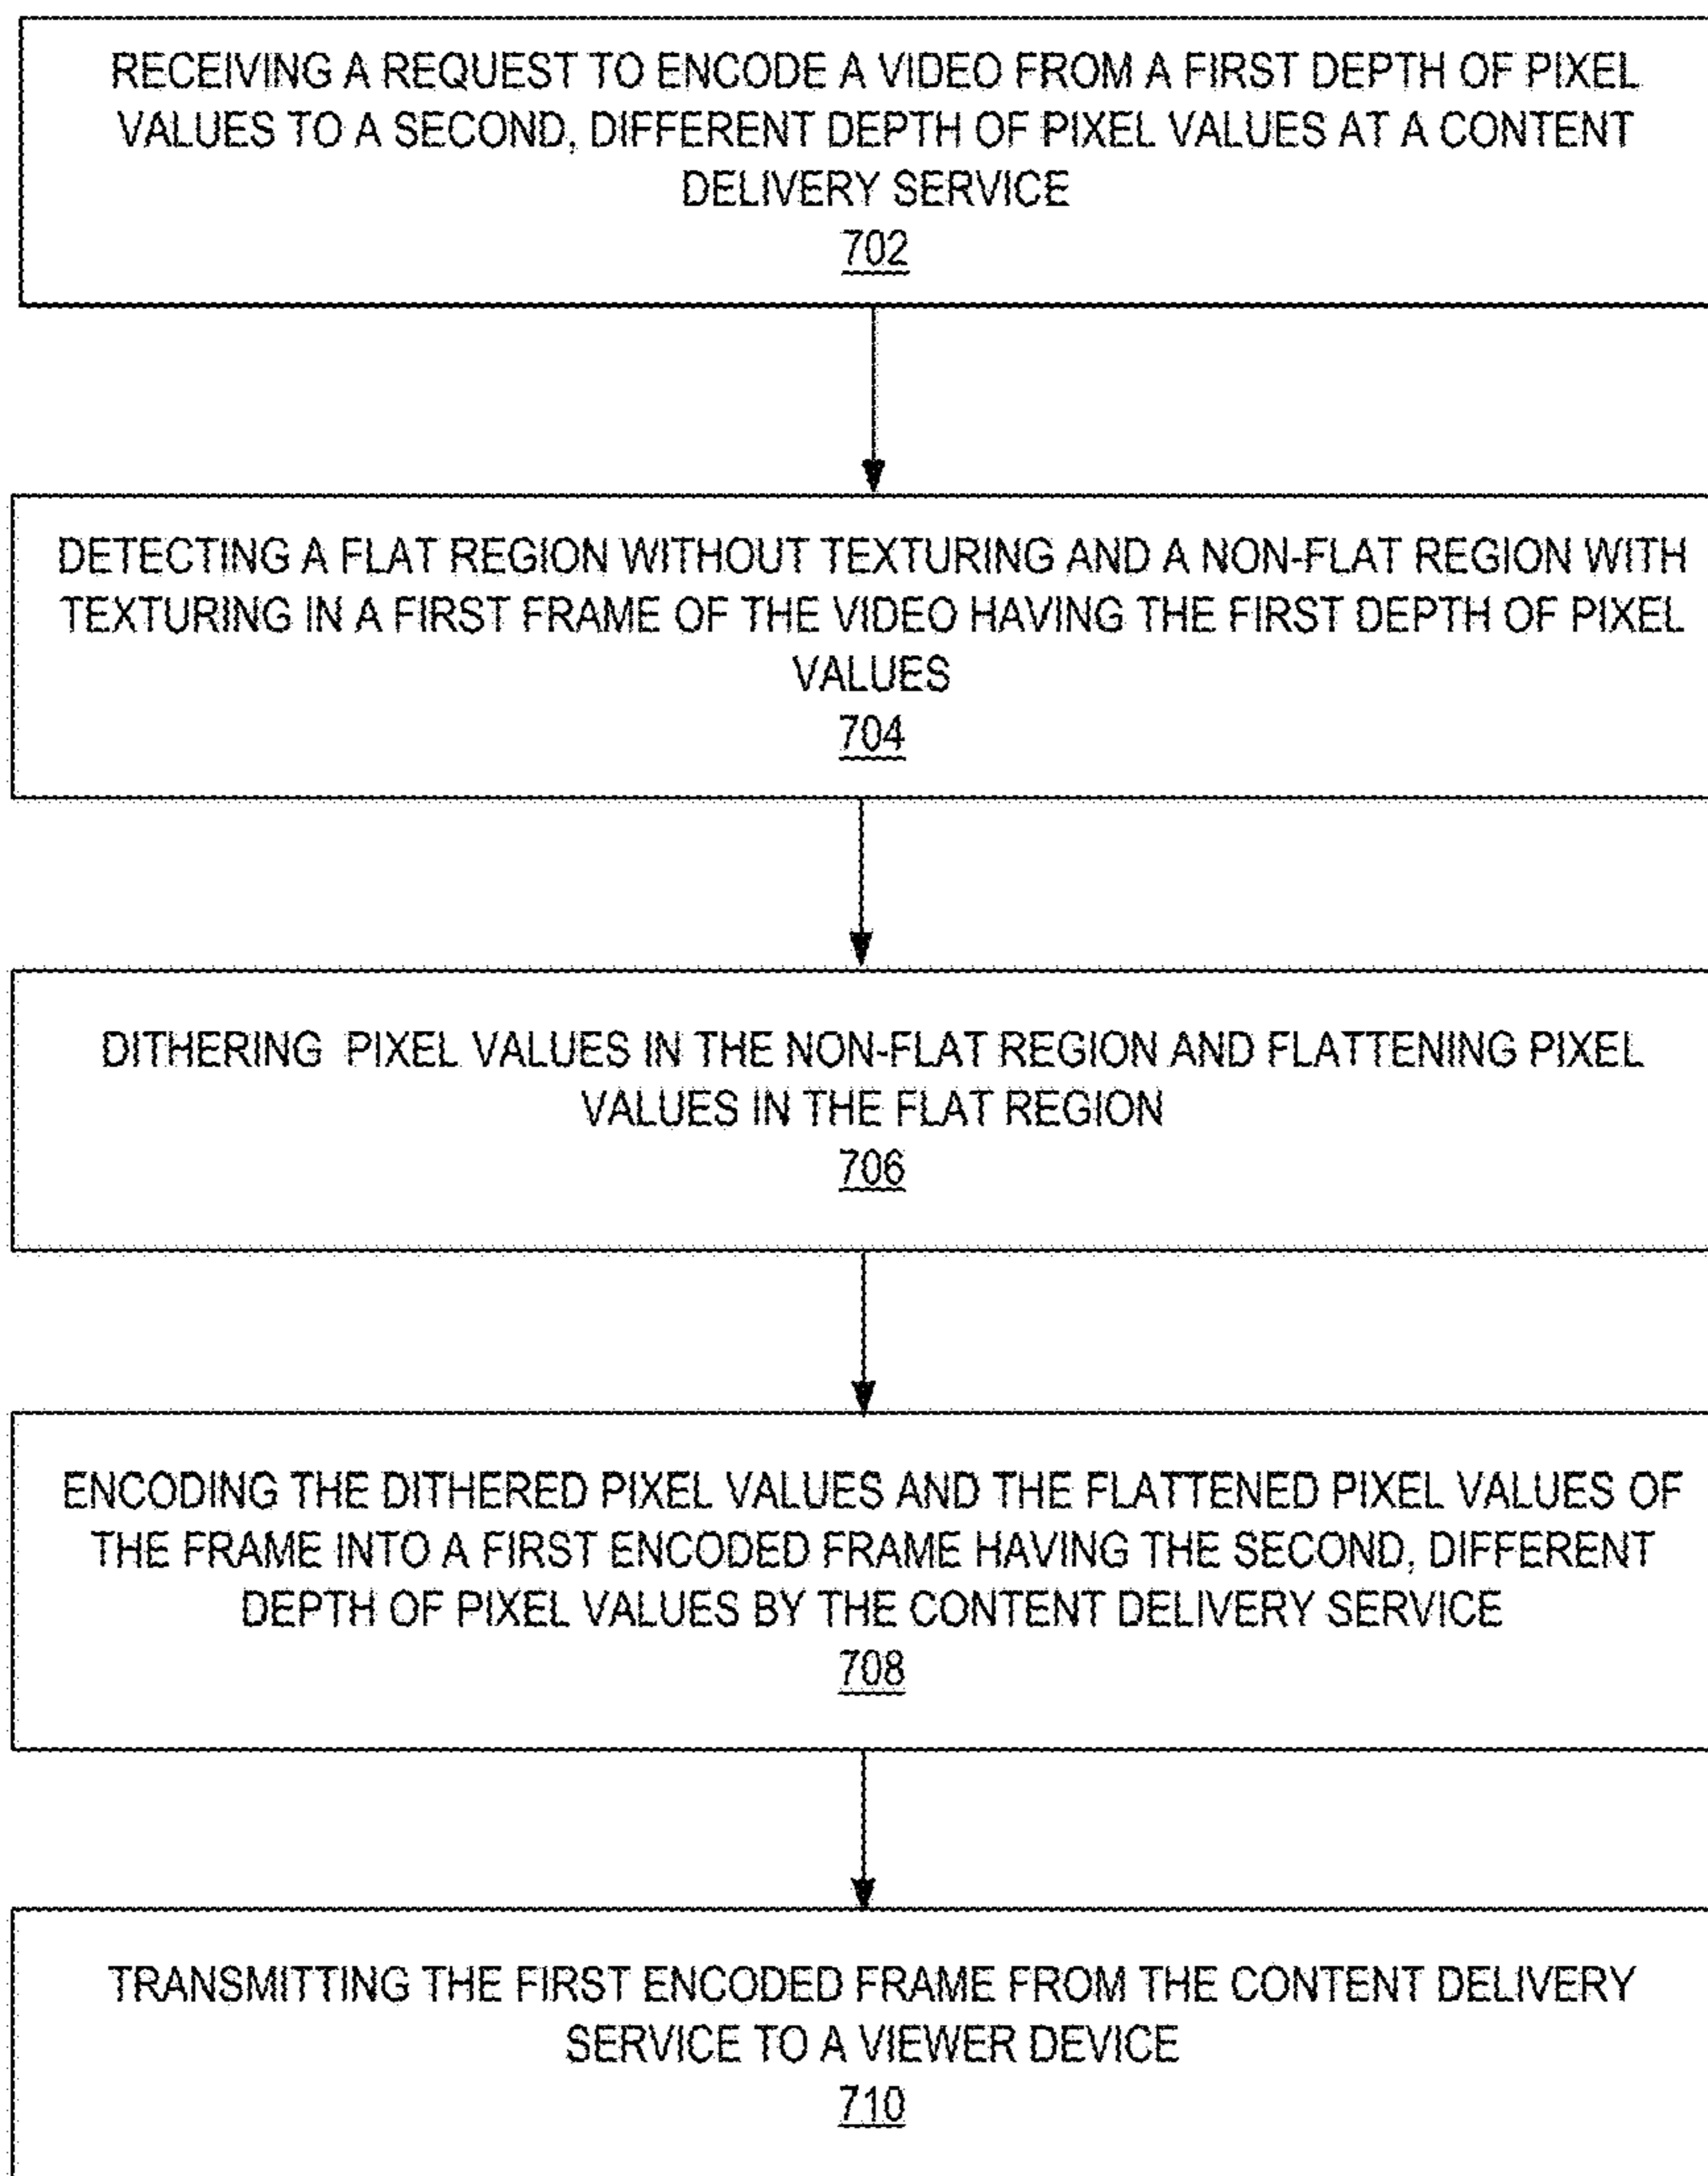 RECEIVING A REQUEST TO ENCODE A VIDEO FROM A FIRST DEPTH OF PIXEL
VALUES TO A SECOND, DIFFERENT DEPTH OF PIXEL VALUES AT A CONTENT
DELIVERY SERVICE
702
DETECTING A FLAT REGION WITHOUT TEXTURING AND A NON-FLAT REGION WITH
TEXTURING IN A FIRST FRAME OF THE VIDEO HAVING THE FIRST DEPTH OF PIXEL
VALUES
704
DITHERING PIXEL VALUES IN THE NON-FLAT REGION AND FLATTENING PIXEL
VALUES IN THE FLAT REGION
706
ENCODING THE DITHERED PIXEL VALUES AND THE FLATTENED PIXEL VALUES OF
THE FRAME INTO A FIRST ENCODED FRAME HAVING THE SECOND, DIFFERENT
DEPTH OF PIXEL VALUES BY THE CONTENT DELIVERY SERVICE
708
TRANSMITTING THE FIRST ENCODED FRAME FROM THE CONTENT DELIVERY
SERVICE TO A VIEWER DEVICE
710